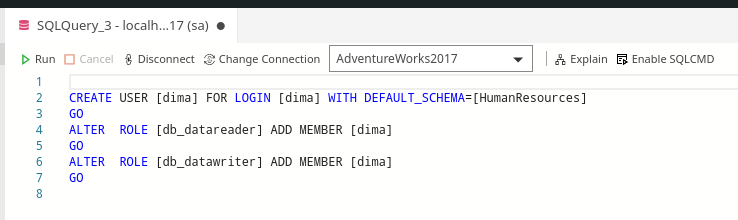 SQLQuery_3 - localh...17 (sa)
Run Cancel Disconnect Change Connection AdventureWorks2017 Explain Enable SQLCMD
1
2 CREATE USER [dima] FOR LOGIN [dima] WITH DEFAULT_SCHEMA=[HumanResources]
3 GO
4 ALTER  ROLE [db_datareader] ADD MEMBER [dima]
5 GO
6 ALTER  ROLE [db_datawriter] ADD MEMBER [dima]
7 GO
8